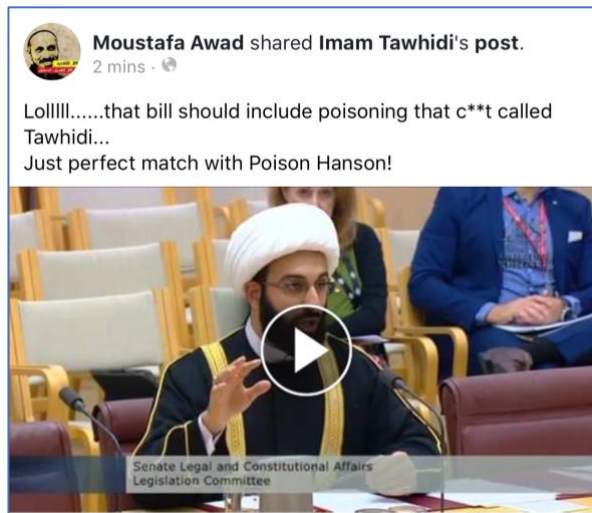 Moustafa Awad shared Imam Tawhidi's post.
2 mins ·
Lolllll......that bill should include poisoning that c**t called
Tawhidi...
Just perfect match with Poison Hanson!
Senate Legal and Constitutional Affairs
Legislation Committee